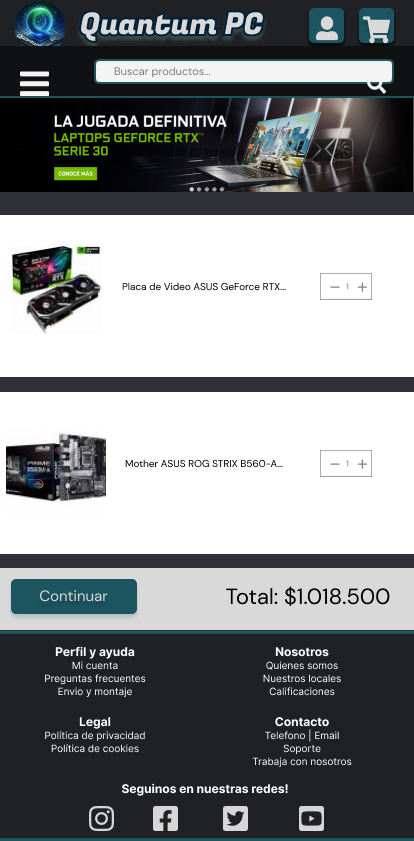 Quantum PC
Buscar productos...
LA JUGADA DEFINITIVA
LAPTOPS GEFORCE RTX™
SERIE 30
CONOCE MÁS
Placa de Video ASUS GeForce RTX...
1
Mother ASUS ROG STRIX B560-A...
1
Continuar
Total: $1.018.500
Perfil y ayuda
Mi cuenta
Preguntas frecuentes
Envio y montaje
Nosotros
Quienes somos
Nuestros locales
Calificaciones
Legal
Política de privacidad
Política de cookies
Contacto
Telefono | Email
Soporte
Trabaja con nosotros
Seguinos en nuestras redes!